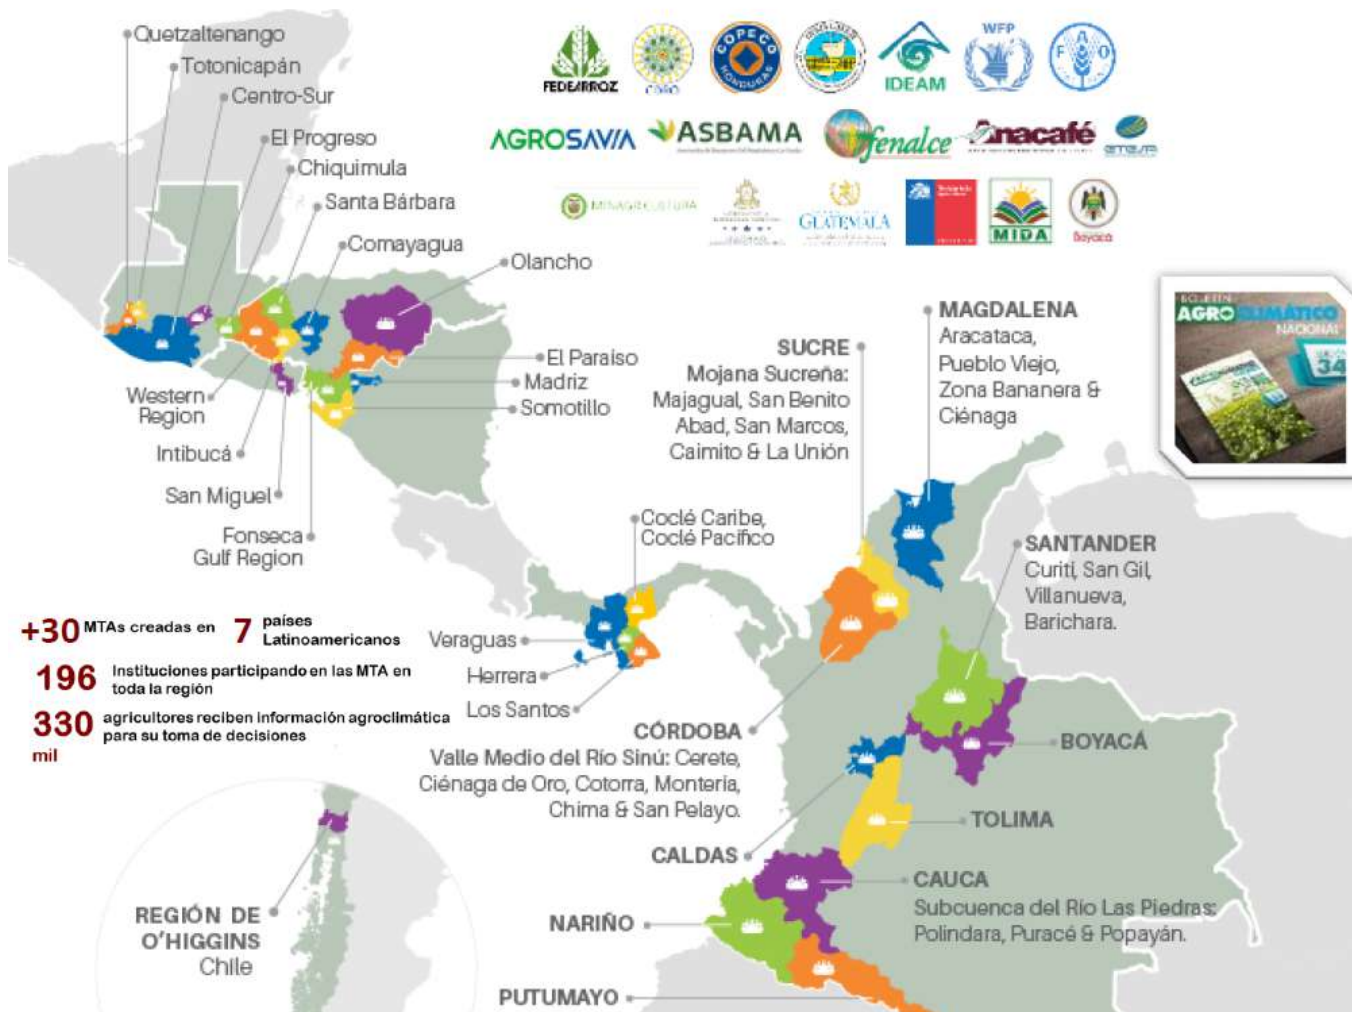 Quetzaltenango
Totonicapán
Centro-Sur
El Progreso
Chiquimula
Santa Bárbara
Comayagua
Olancho
El Paraiso
Madriz
Somotillo
Western
Region
Intibucá
San Miguel
Fonseca
Gulf Region
FEDEARROZ
COPECO
HONDURAS
IDEAM
WFP
F A O
AGROSAVIA
ASBAMA
fenalce
Anacafé
MINAGRICULTURA
GUATEMALA
MIDA
Boyacá
BOLETÍN
AGROCLIMÁTICO
NACIONAL
34
MAGDALENA
Aracataca,
Pueblo Viejo,
Zona Bananera &
Ciénaga
SUCRE
Mojana Sucreña:
Majagual, San Benito
Abad, San Marcos,
Caimito & La Unión
SANTANDER
Curití, San Gil,
Villanueva,
Barichara.
Coclé Caribe,
Coclé Pacífico
Veraguas
Herrera
Los Santos
+30 MTAs creadas en 7 países
Latinoamericanos
196 Instituciones participando en las MTA en
toda la región
330 agricultores reciben información agroclimática
para su toma de decisiones
mil
CÓRDOBA
Valle Medio del Río Sinú: Cerete,
Ciénaga de Oro, Cotorra, Montería,
Chima & San Pelayo.
BOYACÁ
TOLIMA
CALDAS
CAUCA
Subcuenca del Río Las Piedras:
Polindara, Puracé & Popayán.
NARIÑO
PUTUMAYO
REGIÓN DE
O'HIGGINS
Chile